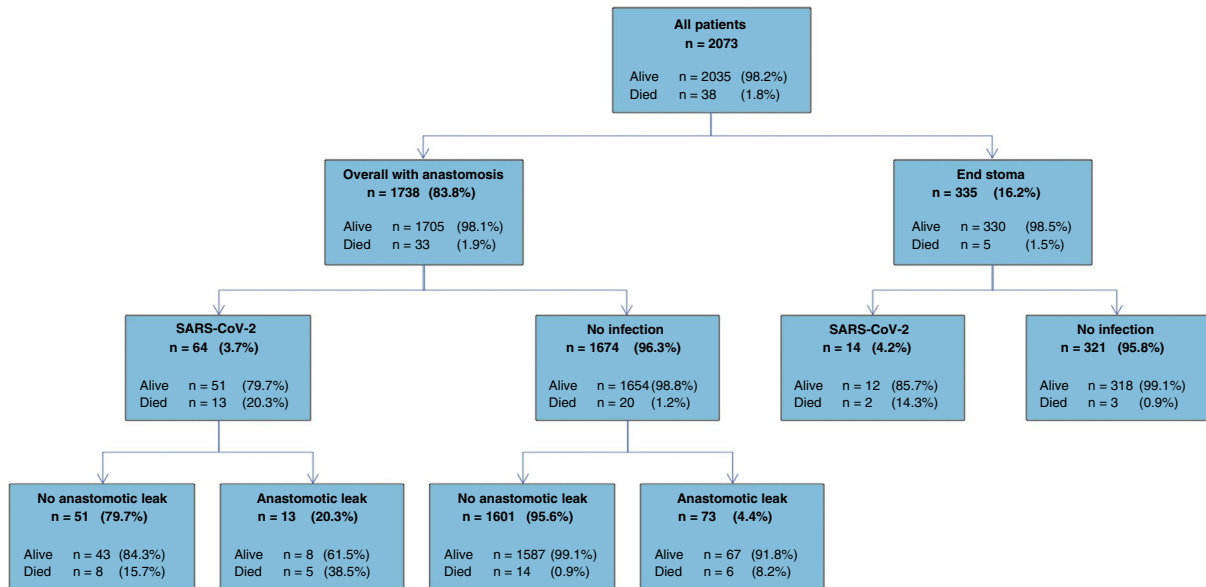 All patients
n = 2073
Alive n = 2035 (98.2%)
Died n = 38 (1.8%)
Overall with anastomosis
n = 1738 (83.8%)
Alive n = 1705 (98.1%)
Died n = 33 (1.9%)
End stoma
n = 335 (16.2%)
Alive n = 330 (98.5%)
Died n = 5 (1.5%)
SARS-CoV-2
n = 64 (3.7%)
Alive n = 51 (79.7%)
Died n = 13 (20.3%)
No infection
n = 1674 (96.3%)
Alive n = 1654 (98.8%)
Died n = 20 (1.2%)
SARS-CoV-2
n = 14 (4.2%)
Alive n = 12 (85.7%)
Died n = 2 (14.3%)
No infection
n = 321 (95.8%)
Alive n = 318 (99.1%)
Died n = 3 (0.9%)
No anastomotic leak
n = 51 (79.7%)
Alive n = 43 (84.3%)
Died n = 8 (15.7%)
Anastomotic leak
n = 13 (20.3%)
Alive n = 8 (61.5%)
Died n = 5 (38.5%)
No anastomotic leak
n = 1601 (95.6%)
Alive n = 1587 (99.1%)
Died n = 14 (0.9%)
Anastomotic leak
n = 73 (4.4%)
Alive n = 67 (91.8%)
Died n = 6 (8.2%)